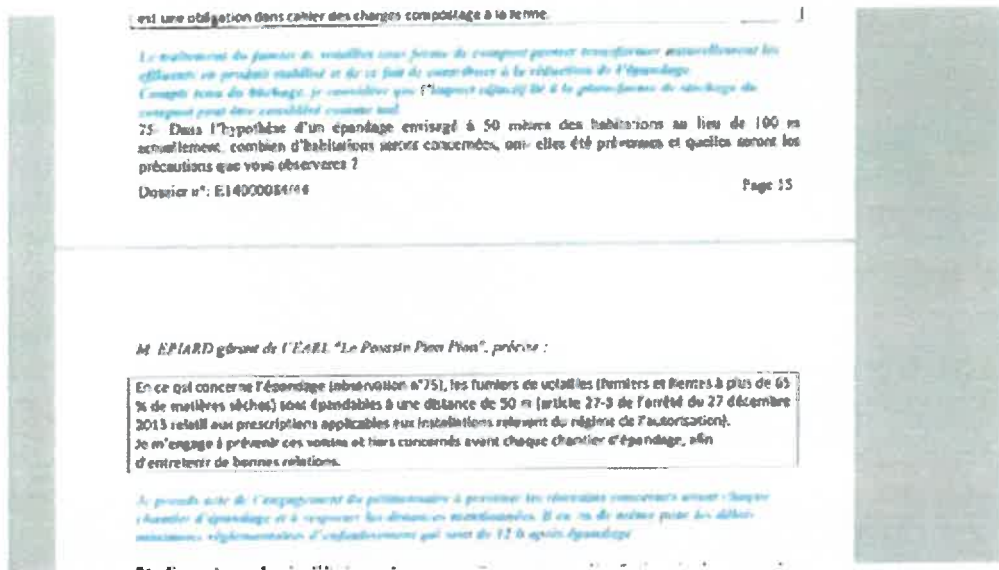 est une obligation dans cahier des charges compostage à la ferme.
Le traitement du fumier de volailles sous forme de compost permet transformer naturellement les
effluents en produit stabilisé et de ce fait de contribuer à la réduction de l'épandage.
Compte tenu du bâchage, je considère que l'impact olfactif lié à la plate-forme de stockage du
compost peut être considéré comme nul.
75- Dans l'hypothèse d'un épandage envisagé à 50 mètres des habitations au lieu de 100 m
actuellement, combien d'habitations seront concernées, ont- elles été prévenues et quelles seront les
précautions que vous observerez ?
Dossier n°: E14000084/44
Page 15
M. EPIARD gérant de l'EARL "Le Poussin Piou Piou", précise :
En ce qui concerne l'épandage (observation n°75), les fumiers de volailles (fumiers et fientes à plus de 65
% de matières sèches) sont épandables à une distance de 50 m (article 27-3 de l'arrêté du 27 décembre
2013 relatif aux prescriptions applicables aux installations relevant du régime de l'autorisation).
Je m'engage à prévenir ces voisins et tiers concernés avant chaque chantier d'épandage, afin
d'entretenir de bonnes relations.
Je prends acte de l'engagement du pétitionnaire à prévenir les riverains concernés avant chaque
chantier d'épandage et à respecter les distances mentionnées. Il en va de même pour les délais
minimums réglementaires d'enfouissement qui sont de 12 h après épandage